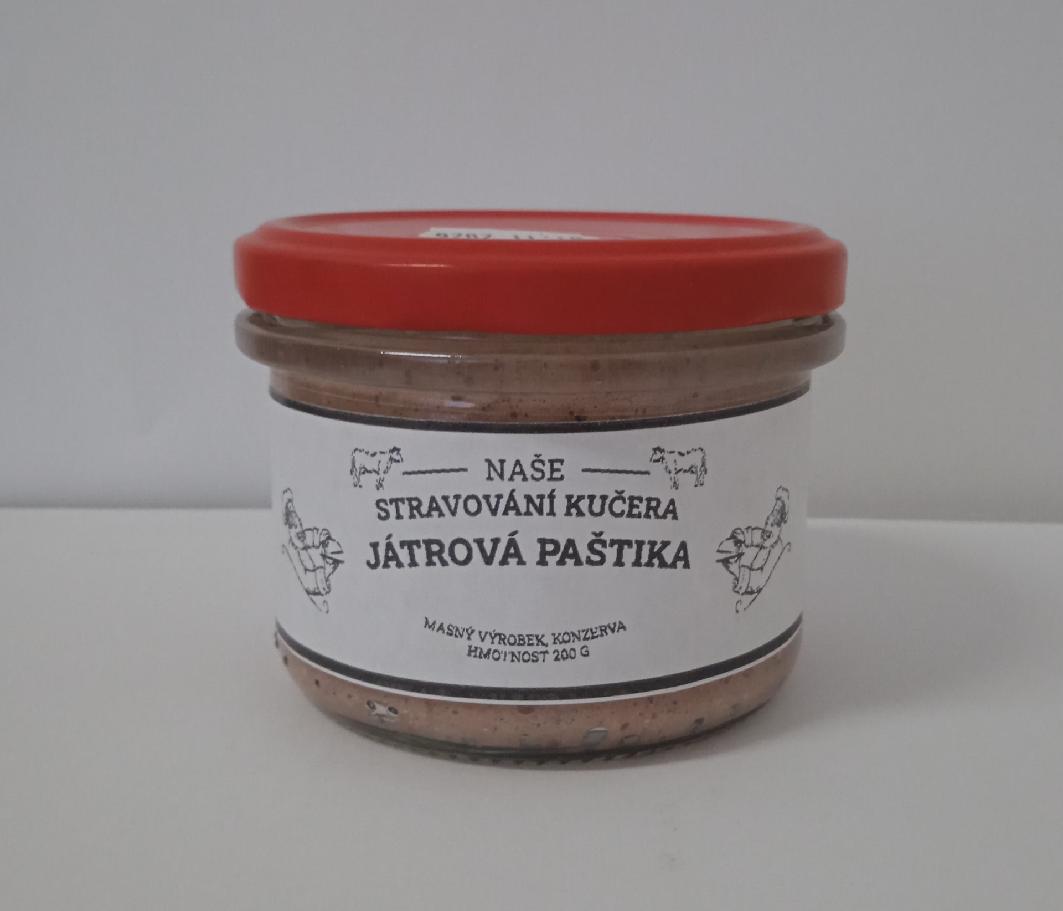 NAŠE
STRAVOVÁNÍ KUČERA
JÁTROVÁ PAŠTIKA
MASNÝ VÝROBEK, KONZERVA
HMOTNOST 200 G